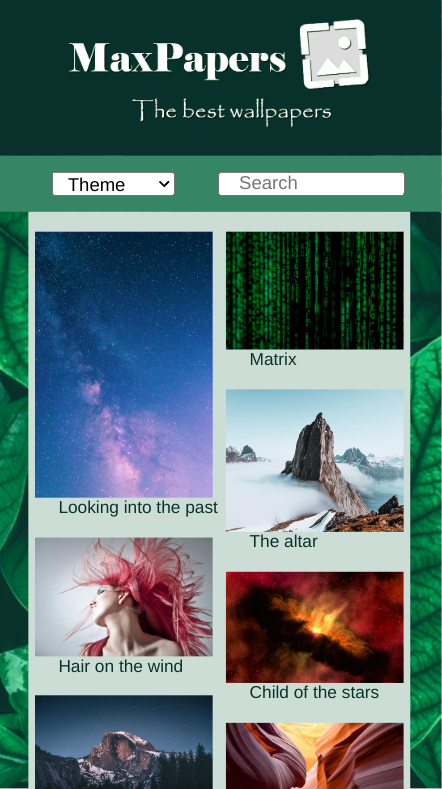 MaxPapers
The best wallpapers
Theme
Search
Looking into the past
Matrix
The altar
Hair on the wind
Child of the stars